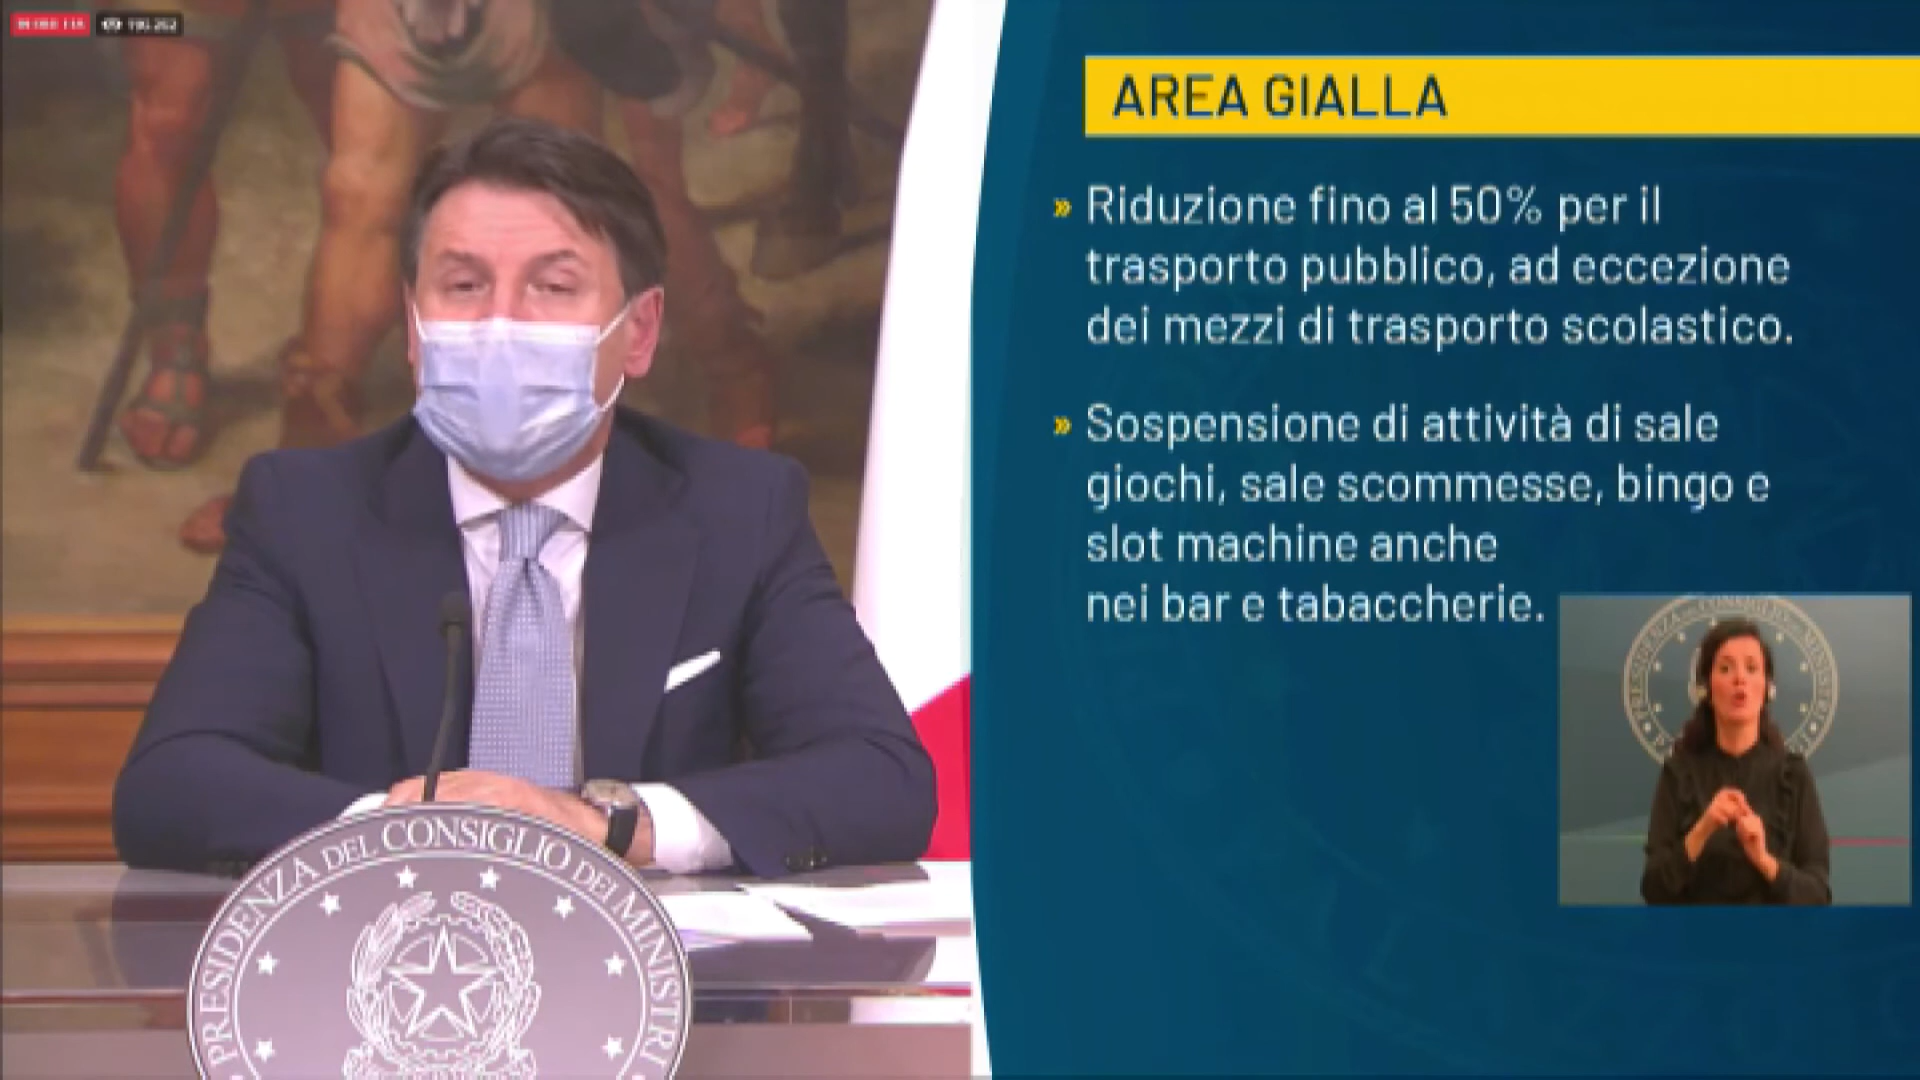 AREA GIALLA
» Riduzione fino al 50% per il
trasporto pubblico, ad eccezione
dei mezzi di trasporto scolastico.
» Sospensione di attività di sale
giochi, sale scommesse, bingo e
slot machine anche
nei bar e tabaccherie.
PRESIDENZA DEL CONSIGLIO DEI MINISTRI